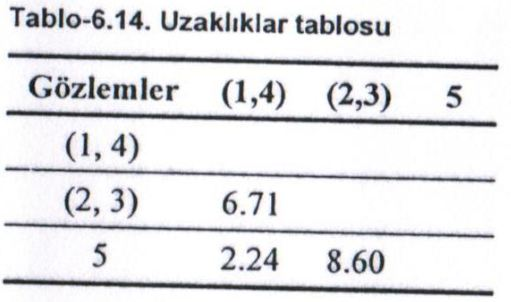 Tablo-6.14. Uzaklıklar tablosu
Gözlemler (1,4) (2,3) 5
(1, 4)
(2, 3) 6.71
5 2.24 8.60